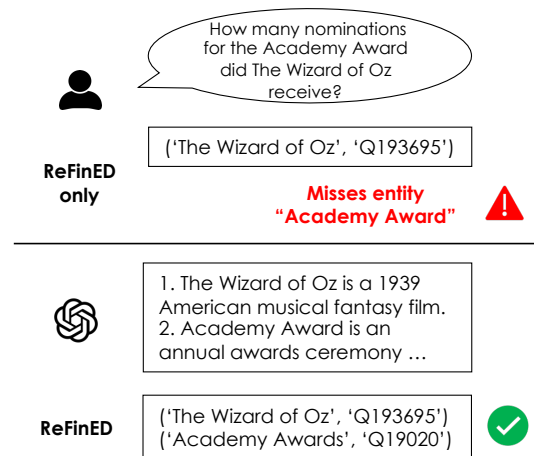 How many nominations
for the Academy Award
did The Wizard of Oz
receive?
('The Wizard of Oz', 'Q193695')
ReFinED
only
Misses entity
“Academy Award”
1. The Wizard of Oz is a 1939
American musical fantasy film.
2. Academy Award is an
annual awards ceremony …
ReFinED
('The Wizard of Oz', 'Q193695')
('Academy Awards', 'Q19020')